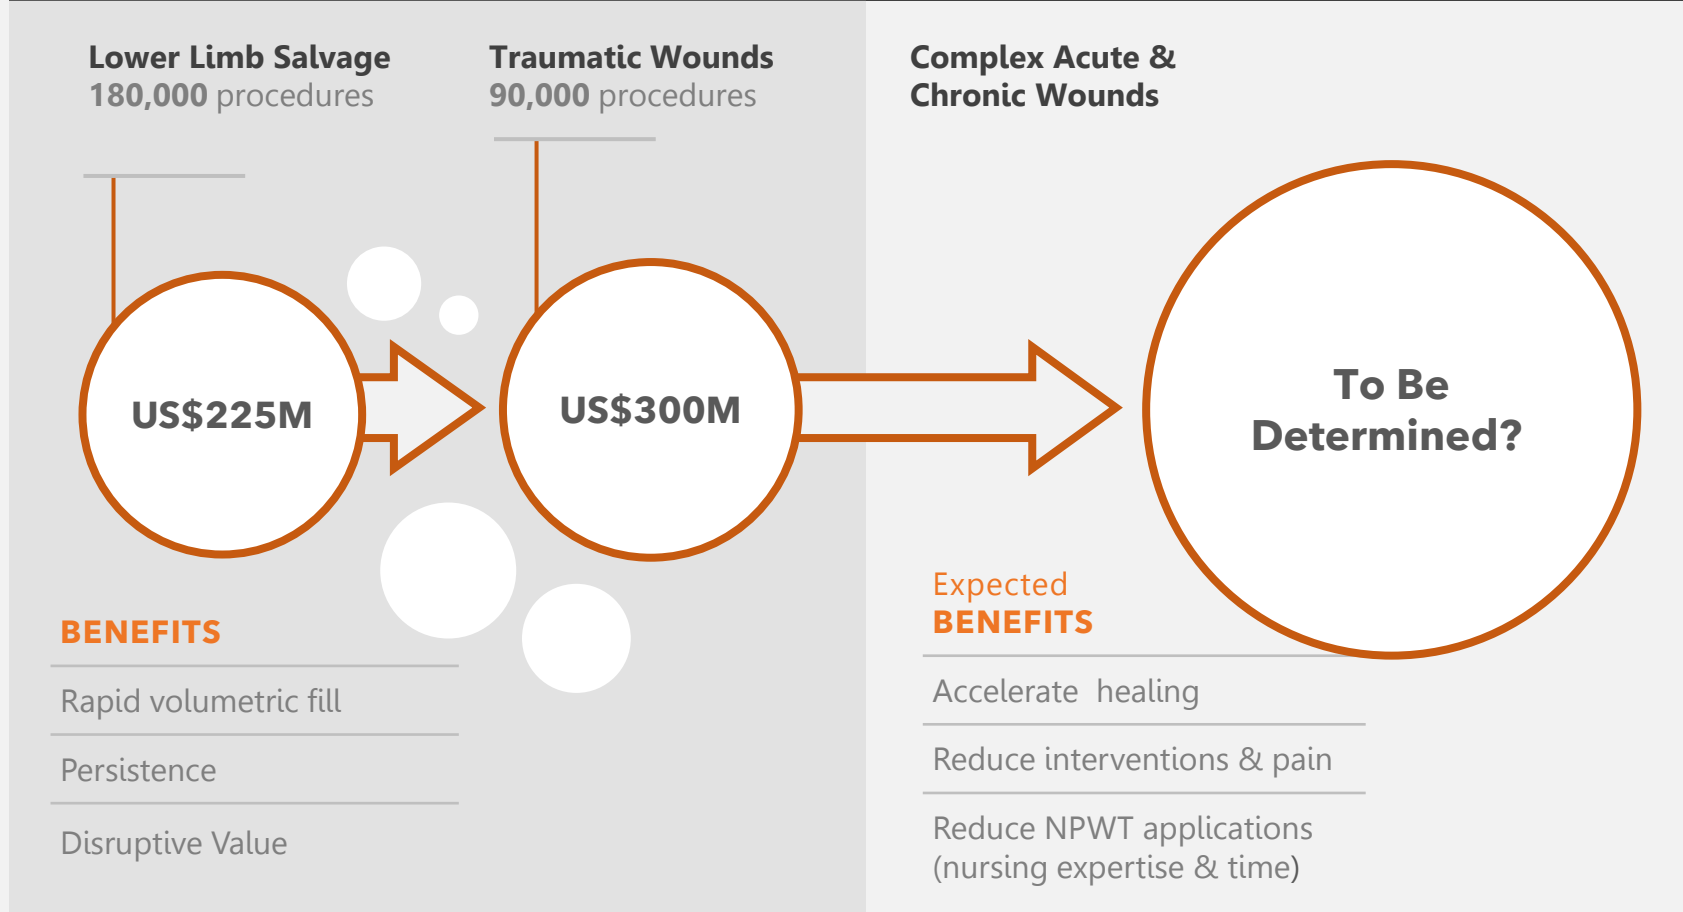 Lower Limb Salvage
180,000 procedures
Traumatic Wounds
90,000 procedures
Complex Acute &
Chronic Wounds
US$225M
US$300M
To Be
Determined?
BENEFITS
Rapid volumetric fill
Persistence
Disruptive Value
Expected
BENEFITS
Accelerate healing
Reduce interventions & pain
Reduce NPWT applications
(nursing expertise & time)